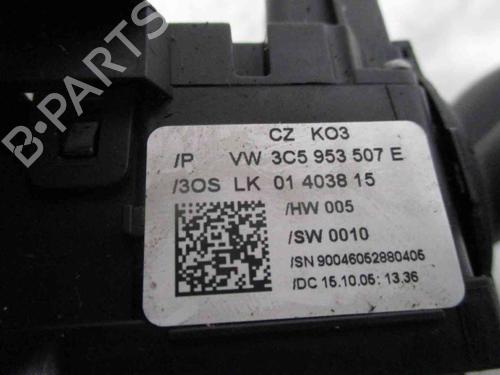 CZ KO3
/P VW 3C5 953 507 E
/3OS LK 01 4038 15
/HW 005
/SW 0010
/SN 90046052880405
/DC 15.10.05; 13.36
B-PARTS